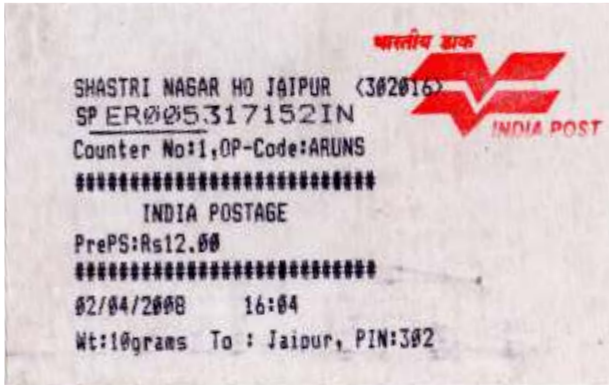 भारतीय डाक
INDIA POST
SHASTRI NAGAR HO JAIPUR <302016>
SP ER005317152IN
Counter No:1,OP-Code:ARUNS
###########################
INDIA POSTAGE
PrePS:Rs12.00
###########################
02/04/2008 16:04
Wt:10grams To : Jaipur, PIN:302